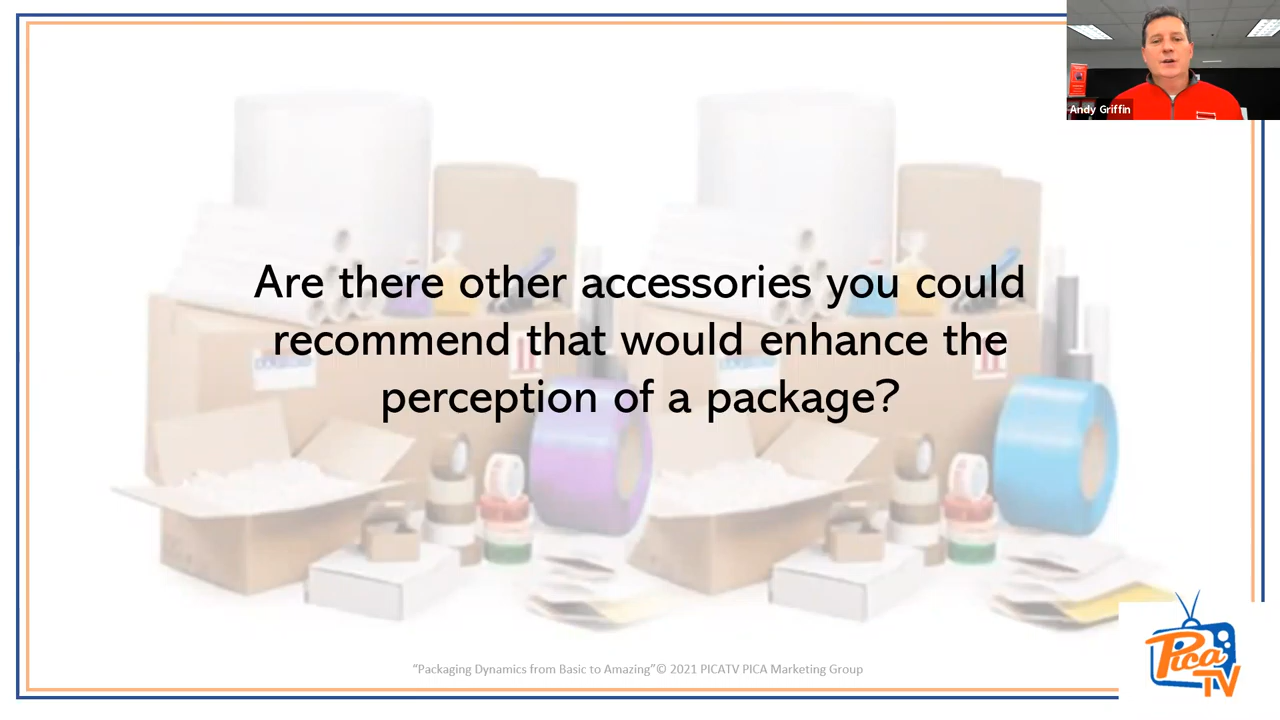 Andy Griffin
Are there other accessories you could
recommend that would enhance the
perception of a package?
“Packaging Dynamics from Basic to Amazing”© 2021 PICATV PICA Marketing Group
Pica
TV